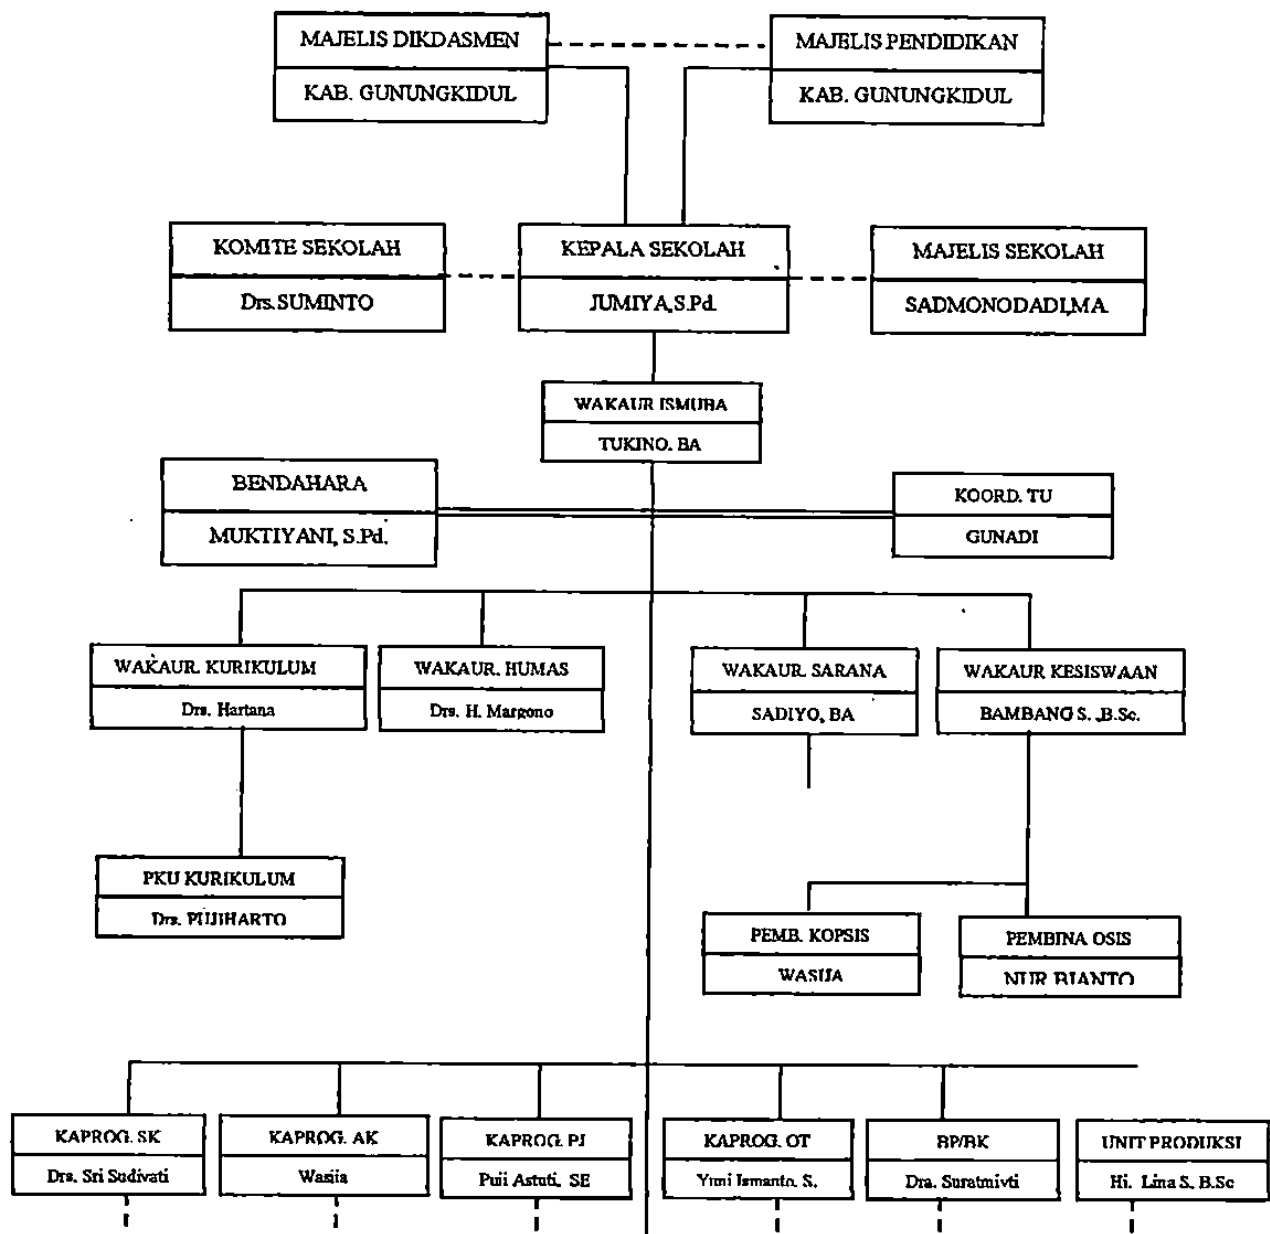 MAJELIS DIKDASMEN
MAJELIS PENDIDIKAN
KAB. GUNUNGKIDUL
KAB. GUNUNGKIDUL
KOMITE SEKOLAH
KEPALA SEKOLAH
MAJELIS SEKOLAH
Drs.SUMINTO
JUMIYA,S.Pd.
SADMONODADI,MA
WAKAUR ISMUBA
TUKINO. BA
BENDAHARA
KOORD. TU
MUKTIYANI, S.Pd.
GUNADI
WAKAUR. KURIKULUM
WAKAUR. HUMAS
WAKAUR. SARANA
WAKAUR KESISWAAN
Drs. Hartana
Drs. H. Margono
SADIYO, BA
BAMBANG S. ,B.Sc.
PKU KURIKULUM
Drs. PUJIHARTO
PEMB. KOPSIS
PEMBINA OSIS
WASIJA
NUR BIANTO
KAPROG. SK
KAPROG. AK
KAPROG. PJ
KAPROG. OT
BP/BK
UNIT PRODUKSI
Dra. Sri Sudiyati
Wasija
Puji Astuti, SE
Ismanto. S.
Dra.
Hj. Lina S. B.Sc